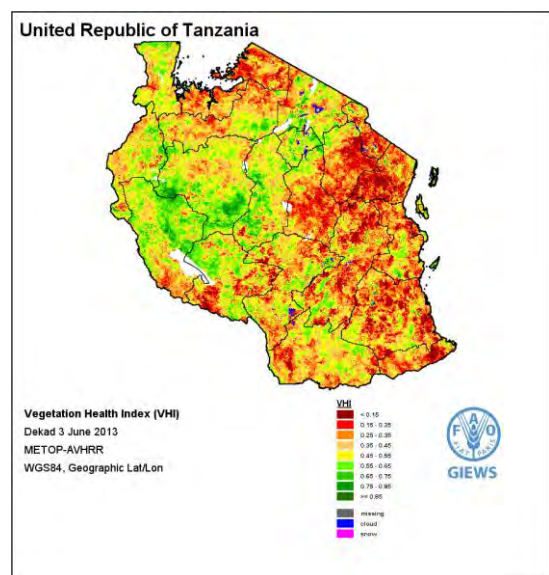 United Republic of Tanzania
Vegetation Health Index (VHI)
Dekad 3 June 2013
METOP-AVHRR
WGS84, Geographic Lat/Lon
VHI
< 0.15
0.15 - 0.25
0.25 - 0.35
0.35 - 0.45
0.45 - 0.55
0.55 - 0.65
0.65 - 0.75
0.75 - 0.85
>= 0.85
missing
cloud
snow
F A O
FIAT PANIS
GIEWS